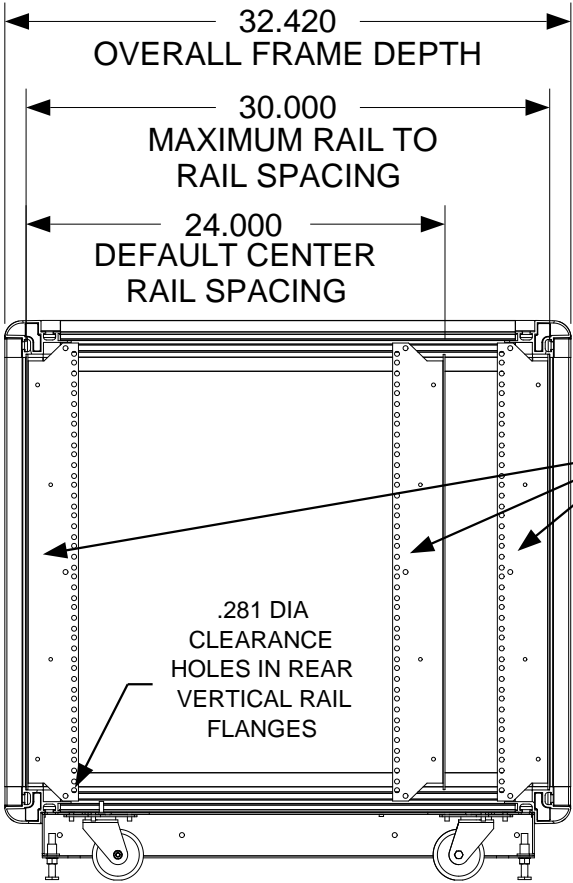 32.420
OVERALL FRAME DEPTH
30.000
MAXIMUM RAIL TO
RAIL SPACING
24.000
DEFAULT CENTER
RAIL SPACING
.281 DIA
CLEARANCE
HOLES IN REAR
VERTICAL RAIL
FLANGES